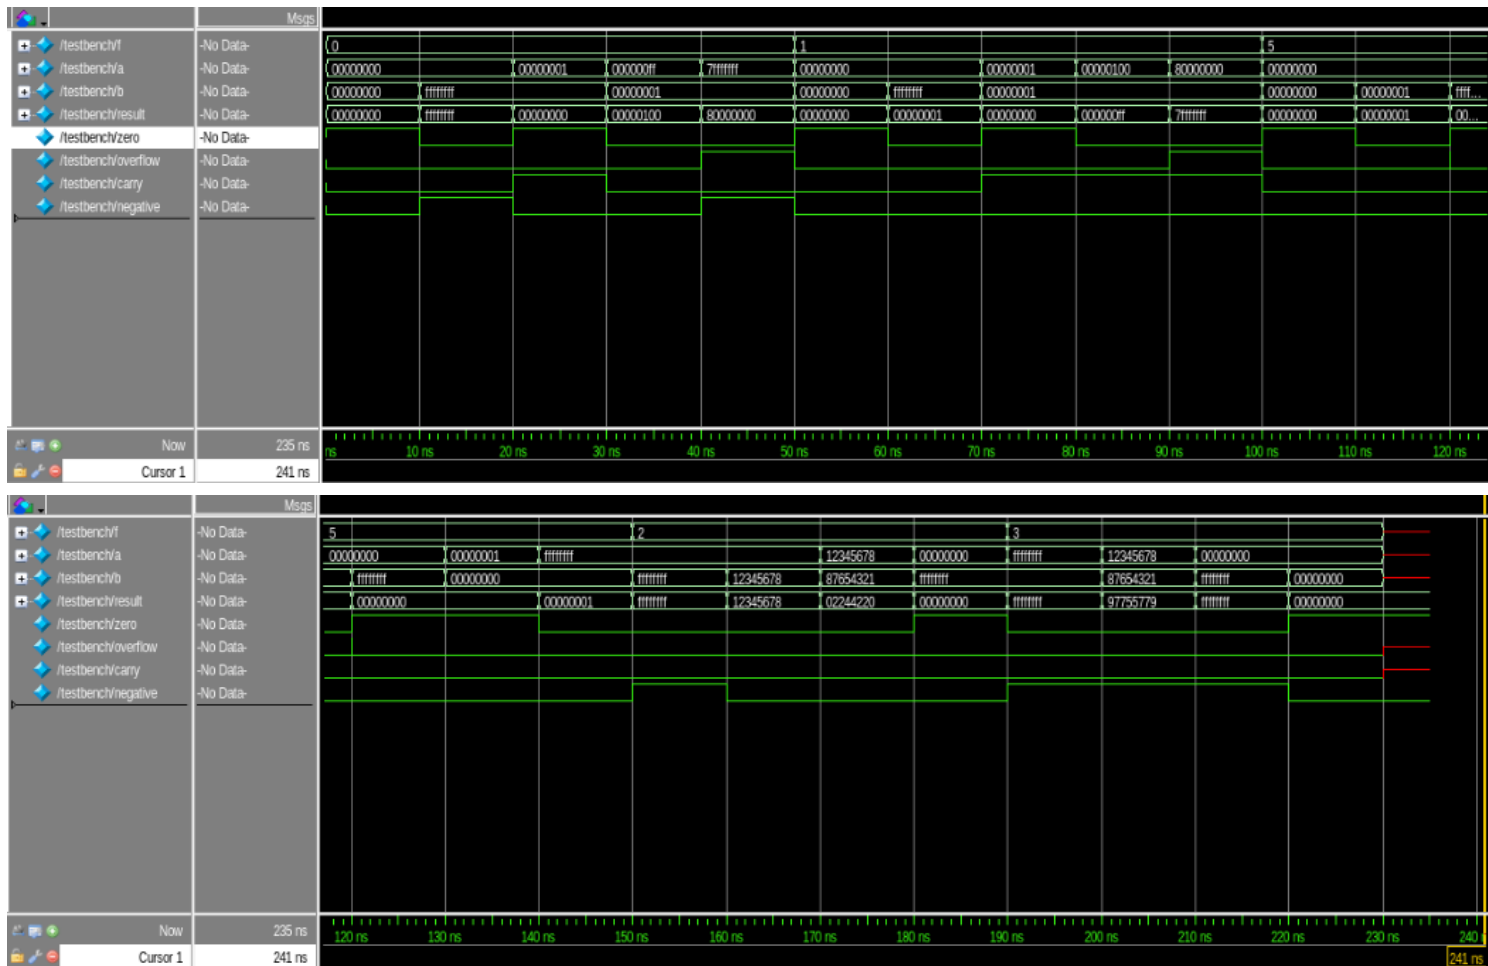 Msgs
/testbench/f -No Data- 0 1 5
/testbench/a -No Data- 00000000 00000001 000000ff 7fffffff 00000000 00000001 00000100 80000000 00000000
/testbench/b -No Data- 00000000 ffffffff 00000001 00000000 ffffffff 00000001 00000000 00000001 ffff...
/testbench/result -No Data- 00000000 ffffffff 00000000 00000100 80000000 00000000 00000001 00000000 000000ff 7fffffff 00000000 00000001 00...
/testbench/zero -No Data-
/testbench/overflow -No Data-
/testbench/carry -No Data-
/testbench/negative -No Data-
Now 235 ns ns 10 ns 20 ns 30 ns 40 ns 50 ns 60 ns 70 ns 80 ns 90 ns 100 ns 110 ns 120 ns
Cursor 1 241 ns
Msgs
/testbench/f -No Data- 5 2 3
/testbench/a -No Data- 00000000 00000001 ffffffff 12345678 00000000 ffffffff 12345678 00000000
/testbench/b -No Data- ffffffff 00000000 ffffffff 12345678 87654321 ffffffff 87654321 ffffffff 00000000
/testbench/result -No Data- 00000000 00000001 ffffffff 12345678 02244220 00000000 ffffffff 97755779 ffffffff 00000000
/testbench/zero -No Data-
/testbench/overflow -No Data-
/testbench/carry -No Data-
/testbench/negative -No Data-
Now 235 ns 120 ns 130 ns 140 ns 150 ns 160 ns 170 ns 180 ns 190 ns 200 ns 210 ns 220 ns 230 ns 240
Cursor 1 241 ns 241 ns